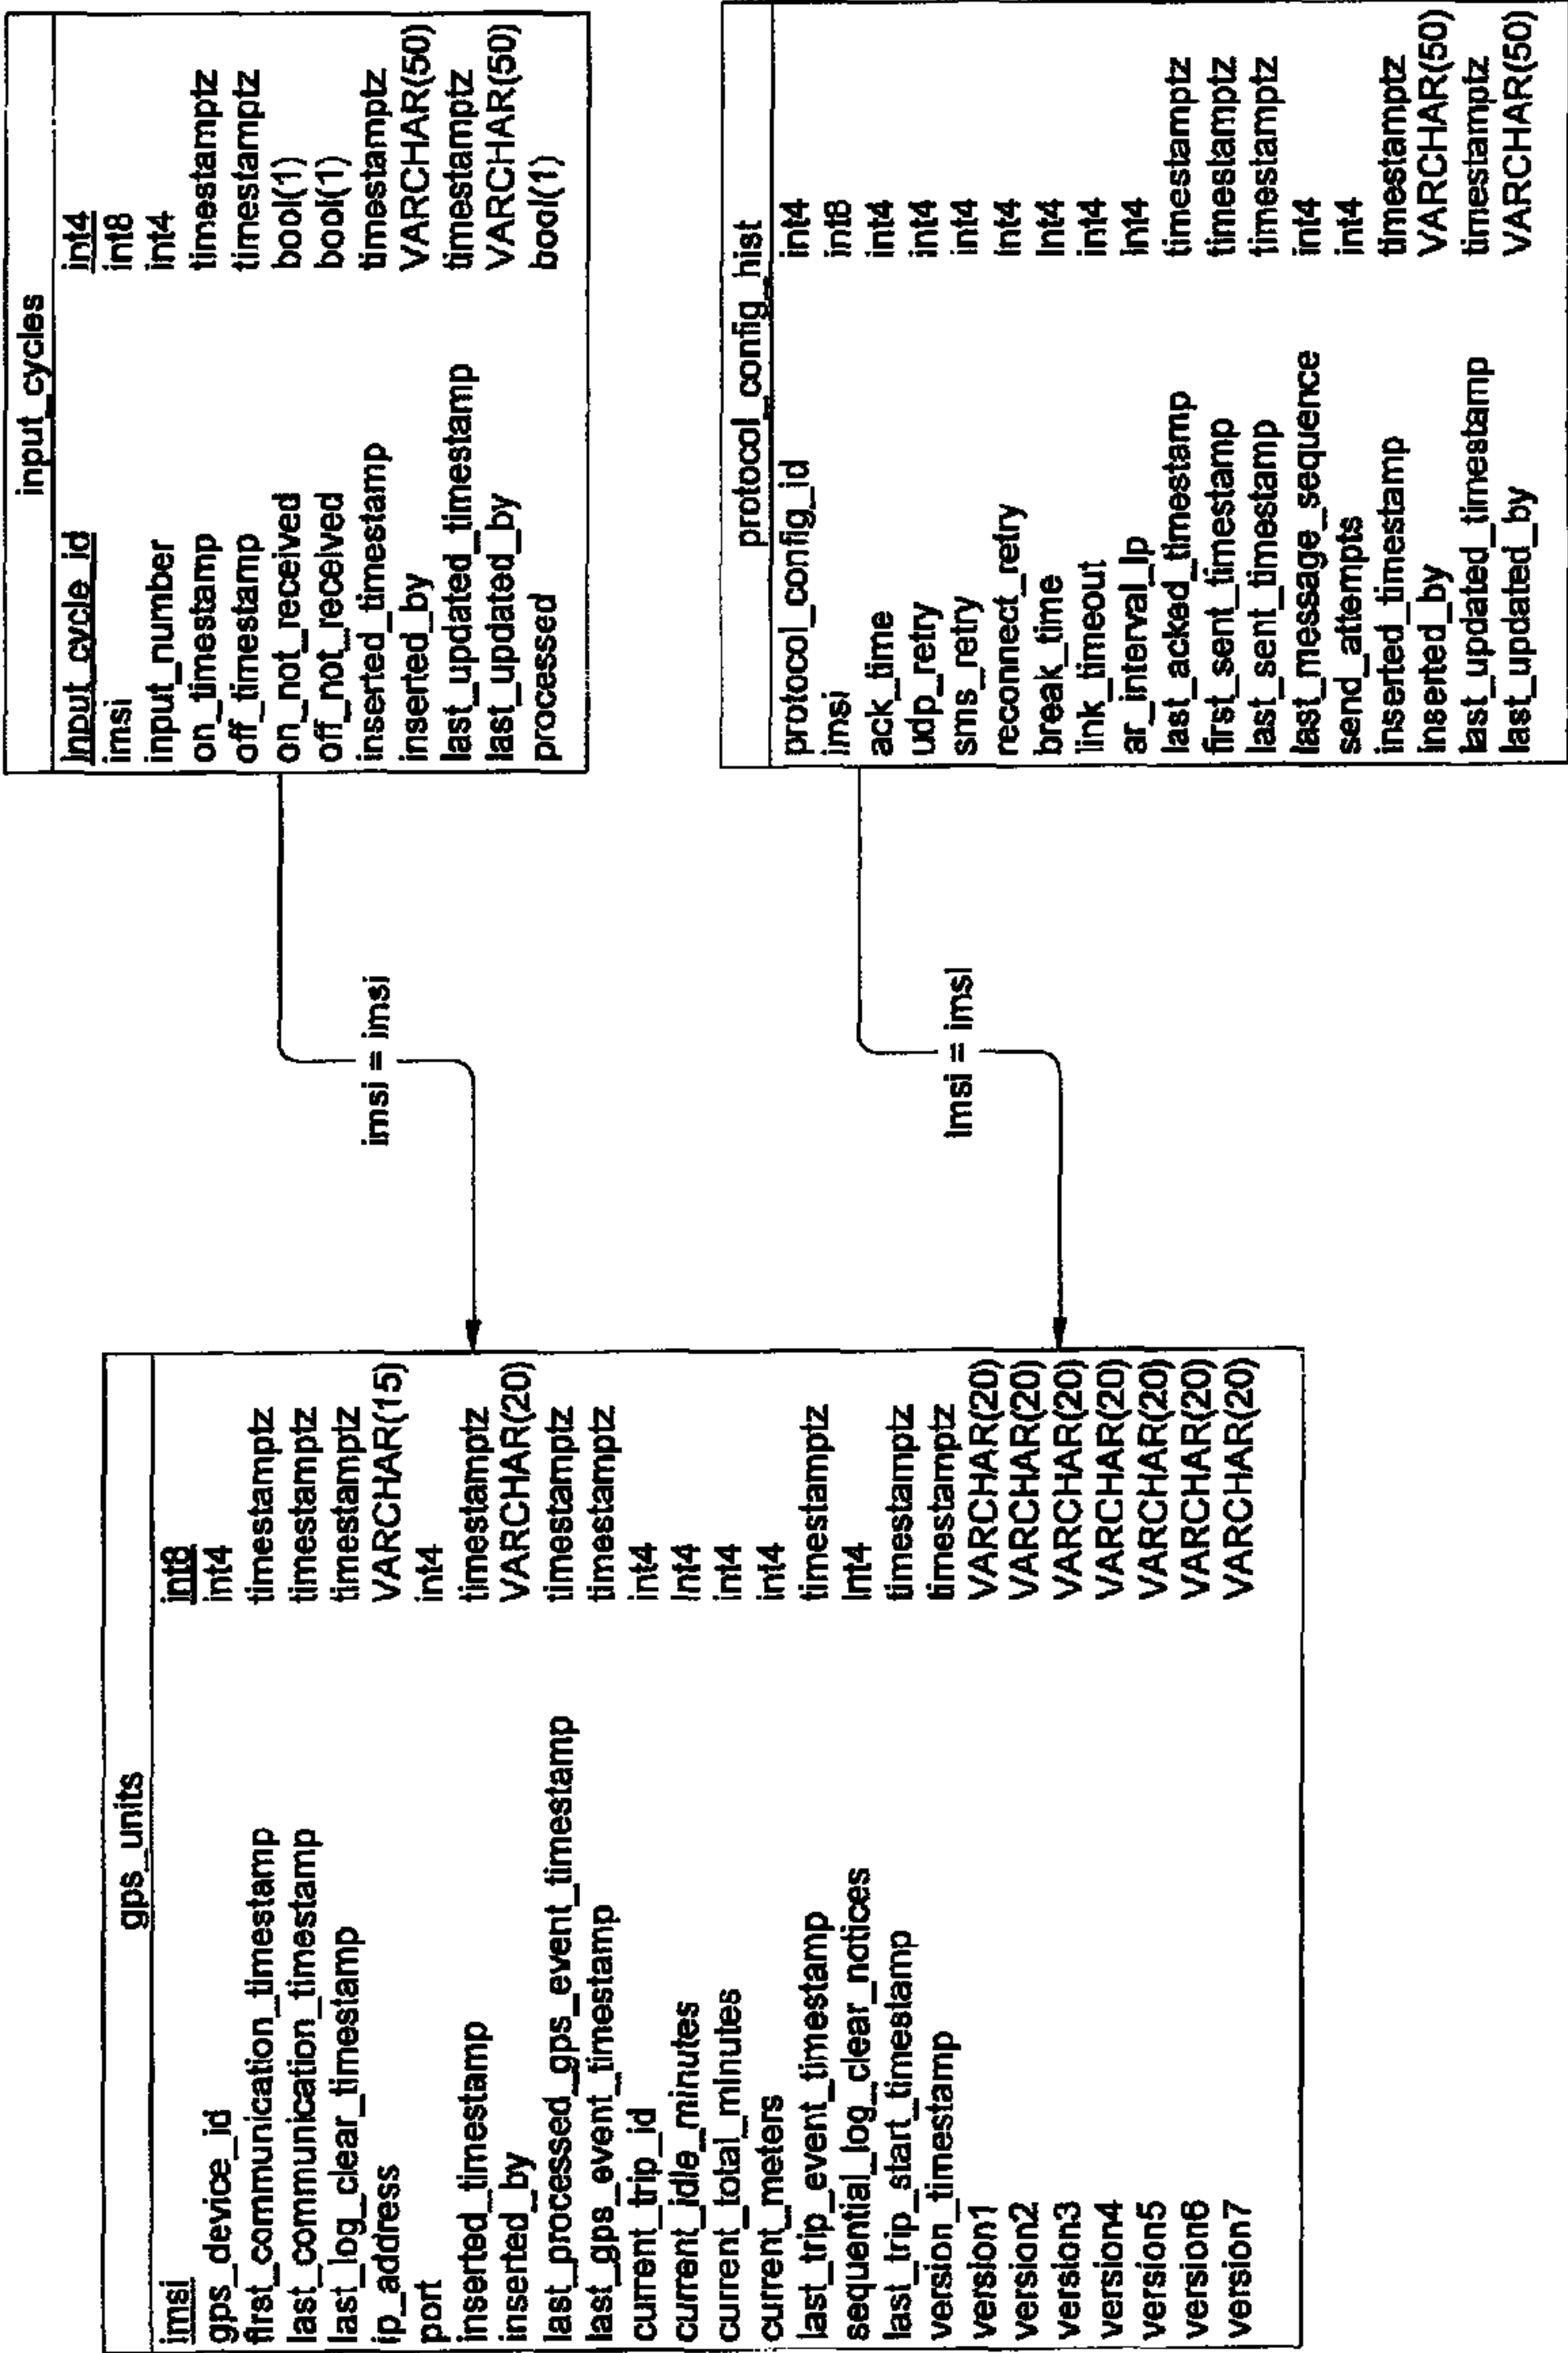 gps_units
imsi int8
gps_device_id int4
first_communication_timestamp timestamptz
last_communication_timestamp timestamptz
last_log_clear_timestamp timestamptz
ip_address VARCHAR(15)
port int4
inserted_timestamp timestamptz
inserted_by VARCHAR(20)
last_processed_gps_event_timestamp timestamptz
last_gps_event_timestamp timestamptz
current_trip_id int4
current_idle_minutes int4
current_total_minutes int4
current_meters int4
last_trip_event_timestamp timestamptz
sequential_log_clear_notices int4
last_trip_start_timestamp timestamptz
version_timestamp timestamptz
version1 VARCHAR(20)
version2 VARCHAR(20)
version3 VARCHAR(20)
version4 VARCHAR(20)
version5 VARCHAR(20)
version6 VARCHAR(20)
version7 VARCHAR(20)
imsi = imsi
imsi = imsi
input_cycles
input_cycle_id int4
imsi int8
input_number int4
on_timestamp timestamptz
off_timestamp timestamptz
on_not_received bool(1)
off_not_received bool(1)
inserted_timestamp timestamptz
inserted_by VARCHAR(50)
last_updated_timestamp timestamptz
last_updated_by VARCHAR(50)
processed bool(1)
protocol_config_hist
protocol_config_id int4
imsi int8
ack_time int4
udp_retry int4
sms_retry int4
reconnect_retry int4
break_time int4
link_timeout int4
ar_interval_ip int4
last_acked_timestamp timestamptz
first_sent_timestamp timestamptz
last_sent_timestamp timestamptz
last_message_sequence int4
send_attempts int4
inserted_timestamp timestamptz
inserted_by VARCHAR(50)
last_updated_timestamp timestamptz
last_updated_by VARCHAR(50)